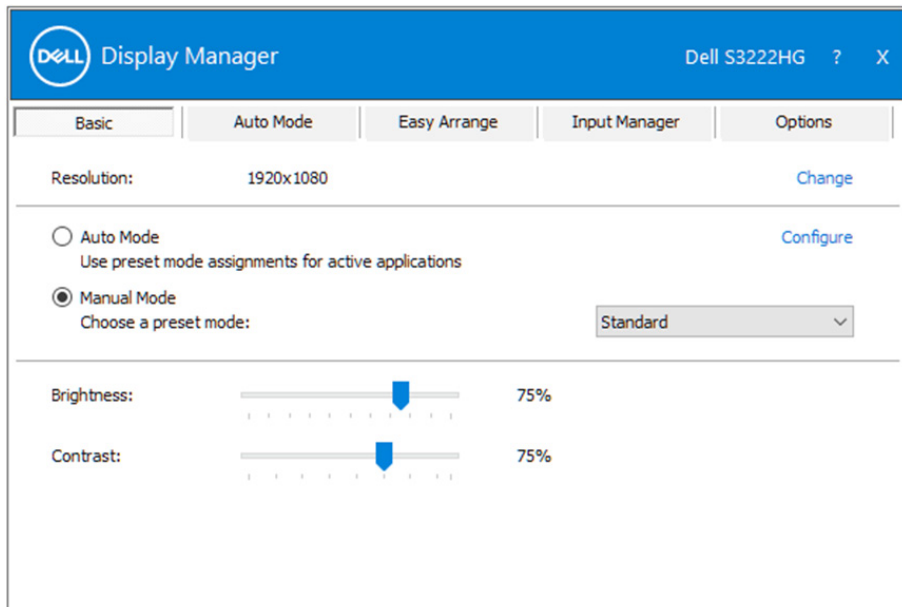 DELL Display Manager Dell S3222HG ? X
Basic Auto Mode Easy Arrange Input Manager Options
Resolution: 1920x1080 Change
Auto Mode Configure
Use preset mode assignments for active applications
Manual Mode
Choose a preset mode: Standard
Brightness: 75%
Contrast: 75%